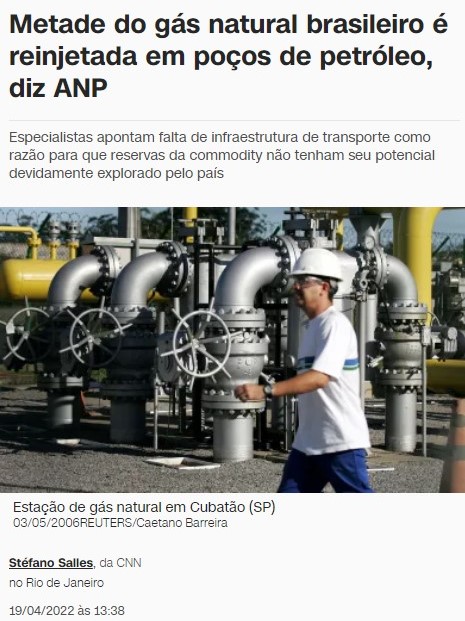 Metade do gás natural brasileiro é
reinjetada em poços de petróleo,
diz ANP
Especialistas apontam falta de infraestrutura de transporte como
razão para que reservas da commodity não tenham seu potencial
devidamente explorado pelo país
Estação de gás natural em Cubatão (SP)
03/05/2006REUTERS/Caetano Barreira
Stéfano Salles, da CNN
no Rio de Janeiro
19/04/2022 às 13:38